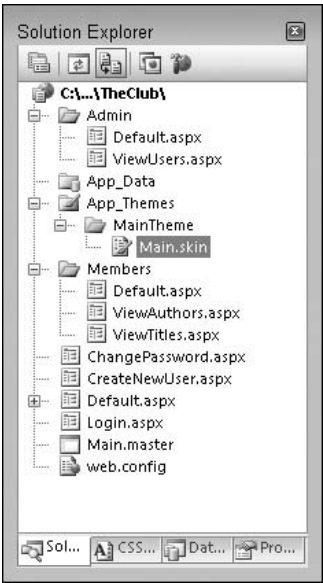 Solution Explorer
C:\...\TheClub\
Admin
Default.aspx
ViewUsers.aspx
App_Data
App_Themes
MainTheme
Main.skin
Members
Default.aspx
ViewAuthors.aspx
ViewTitles.aspx
ChangePassword.aspx
CreateNewUser.aspx
Default.aspx
Login.aspx
Main.master
web.config
Sol... CSS... Dat... Pro...